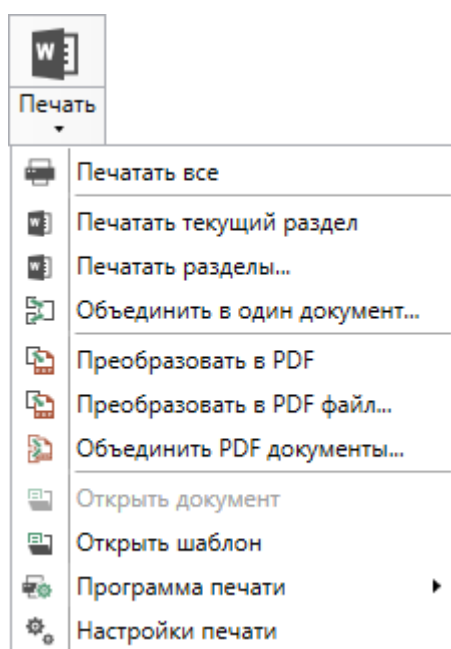 W
Печать
Печатать все
Печатать текущий раздел
Печатать разделы...
Объединить в один документ...
Преобразовать в PDF
Преобразовать в PDF файл...
Объединить PDF документы...
Открыть документ
Открыть шаблон
Программа печати
Настройки печати